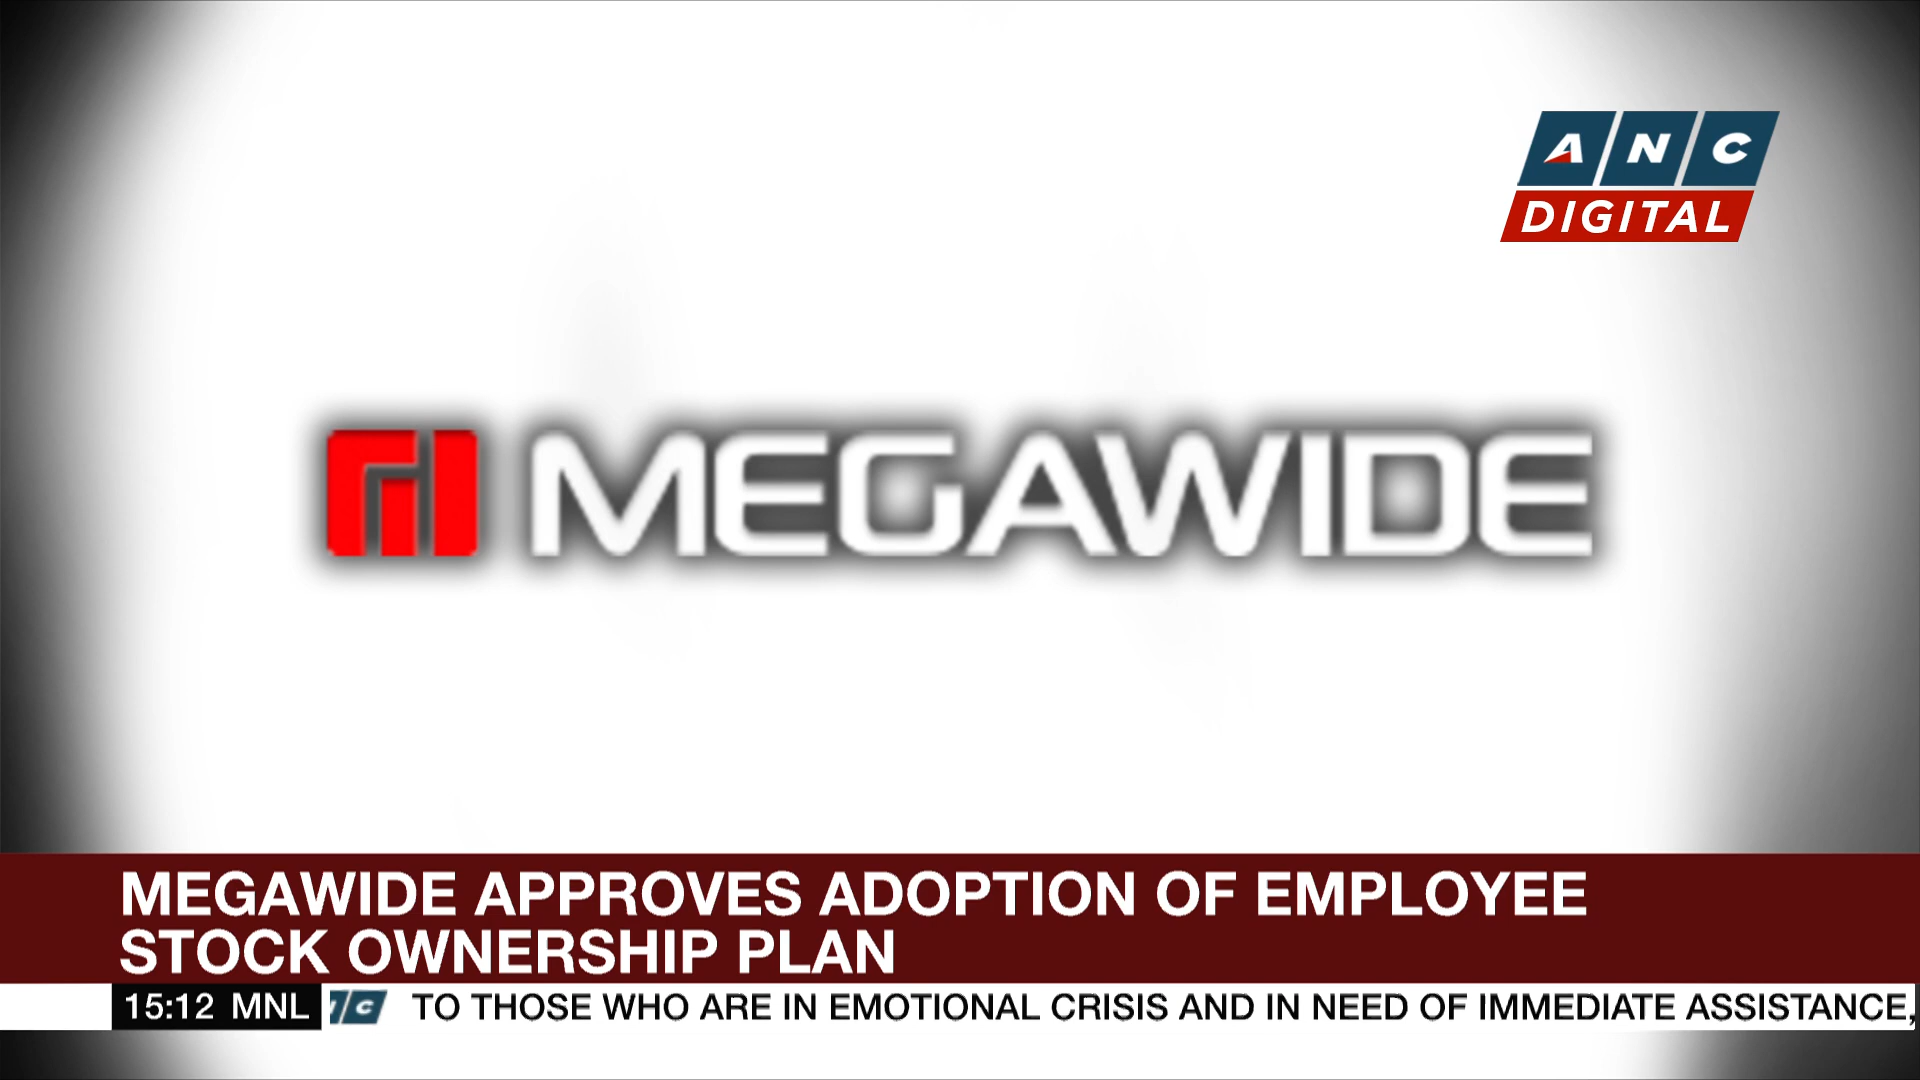 ANC
DIGITAL
MEGAWIDE
MEGAWIDE APPROVES ADOPTION OF EMPLOYEE
STOCK OWNERSHIP PLAN
15:12 MNL
C TO THOSE WHO ARE IN EMOTIONAL CRISIS AND IN NEED OF IMMEDIATE ASSISTANCE,